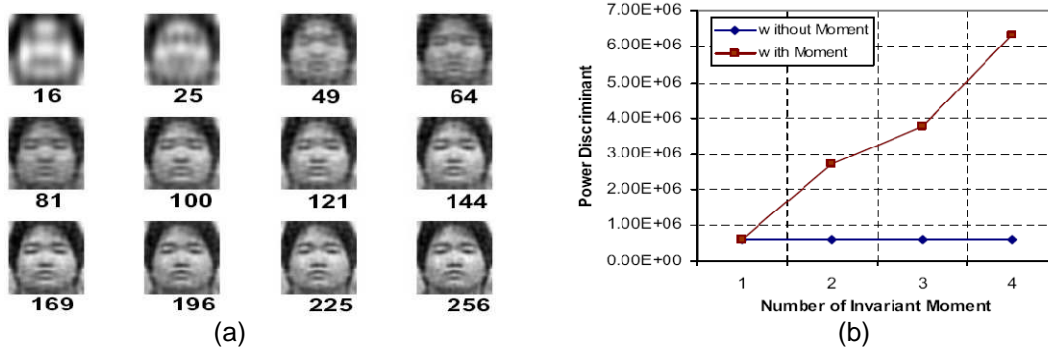 16 25 49 64
81 100 121 144
169 196 225 256
(a)
7.00E+06
6.00E+06
5.00E+06
4.00E+06
3.00E+06
2.00E+06
1.00E+06
0.00E+00
Power Discriminant
w ithout Moment
w ith Moment
1 2 3 4
Number of Invariant Moment
(b)